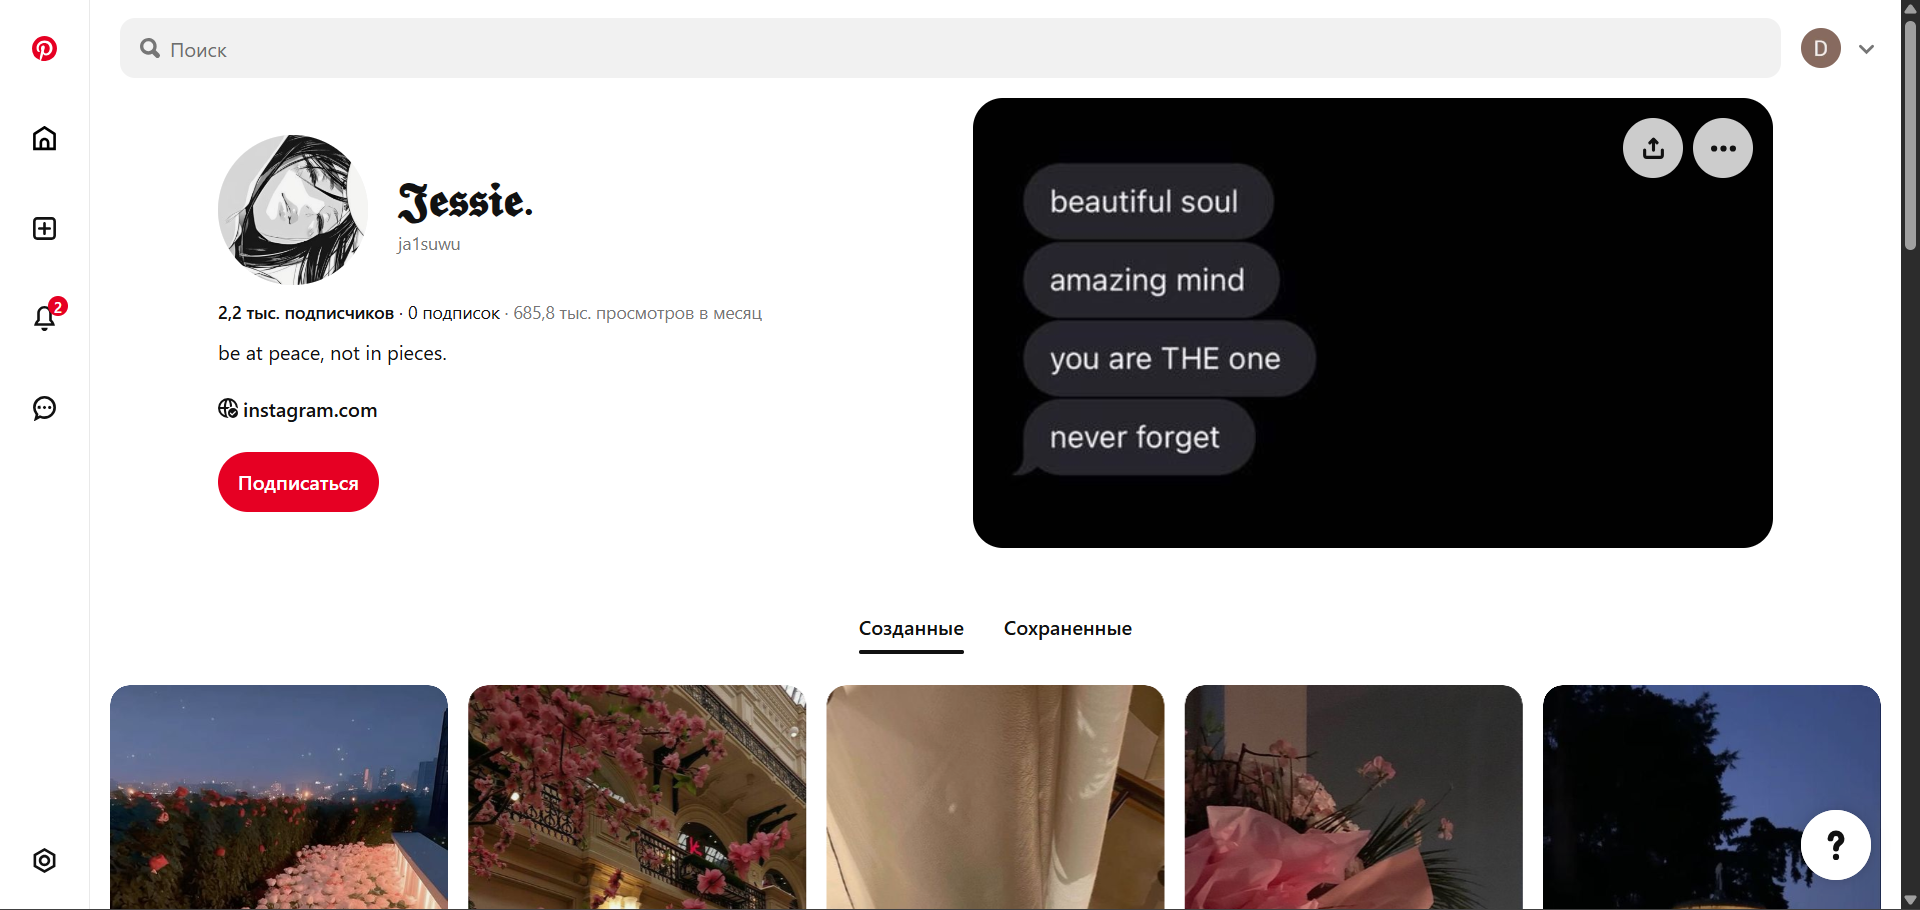 Поиск
D
𝕵essie.
ja1suwu
2,2 тыс. подписчиков · 0 подписок · 685,8 тыс. просмотров в месяц
be at peace, not in pieces.
instagram.com
Подписаться
beautiful soul
amazing mind
you are THE one
never forget
2
Созданные
Сохраненные
?